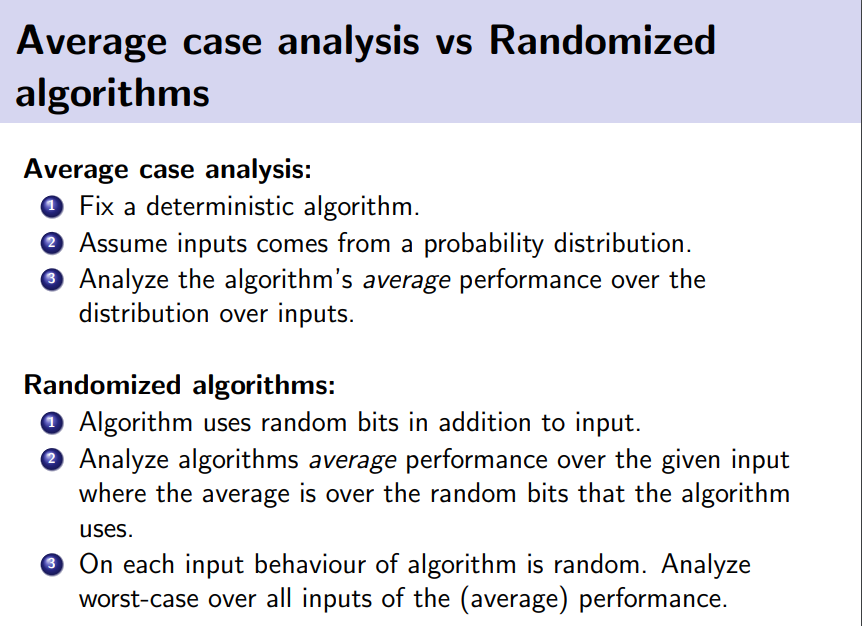 Average case analysis vs Randomized
algorithms
Average case analysis:
1 Fix a deterministic algorithm.
2 Assume inputs comes from a probability distribution.
3 Analyze the algorithm's average performance over the
distribution over inputs.
Randomized algorithms:
1 Algorithm uses random bits in addition to input.
2 Analyze algorithms average performance over the given input
where the average is over the random bits that the algorithm
uses.
3 On each input behaviour of algorithm is random. Analyze
worst-case over all inputs of the (average) performance.